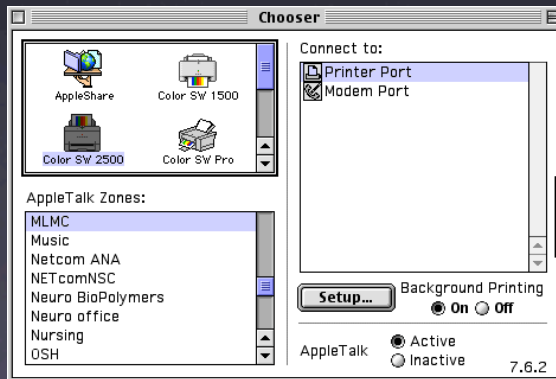 Chooser
AppleShare
Color SW 1500
Color SW 2500
Color SW Pro
AppleTalk Zones:
MLMC
Music
Netcom ANA
NETcomNSC
Neuro BioPolymers
Neuro office
Nursing
OSH
Connect to:
Printer Port
Modem Port
Setup...
Background Printing
On Off
AppleTalk
Active
Inactive
7.6.2